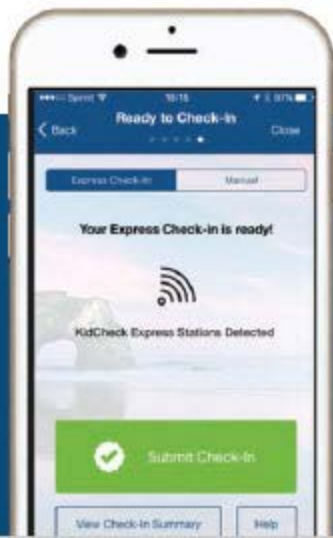 Sprint 10:15 97%
Back Ready to Check-In Close
Express Check-In Manual
Your Express Check-in is ready!
KidCheck Express Stations Detected
Submit Check-In
View Check-In Summary Help